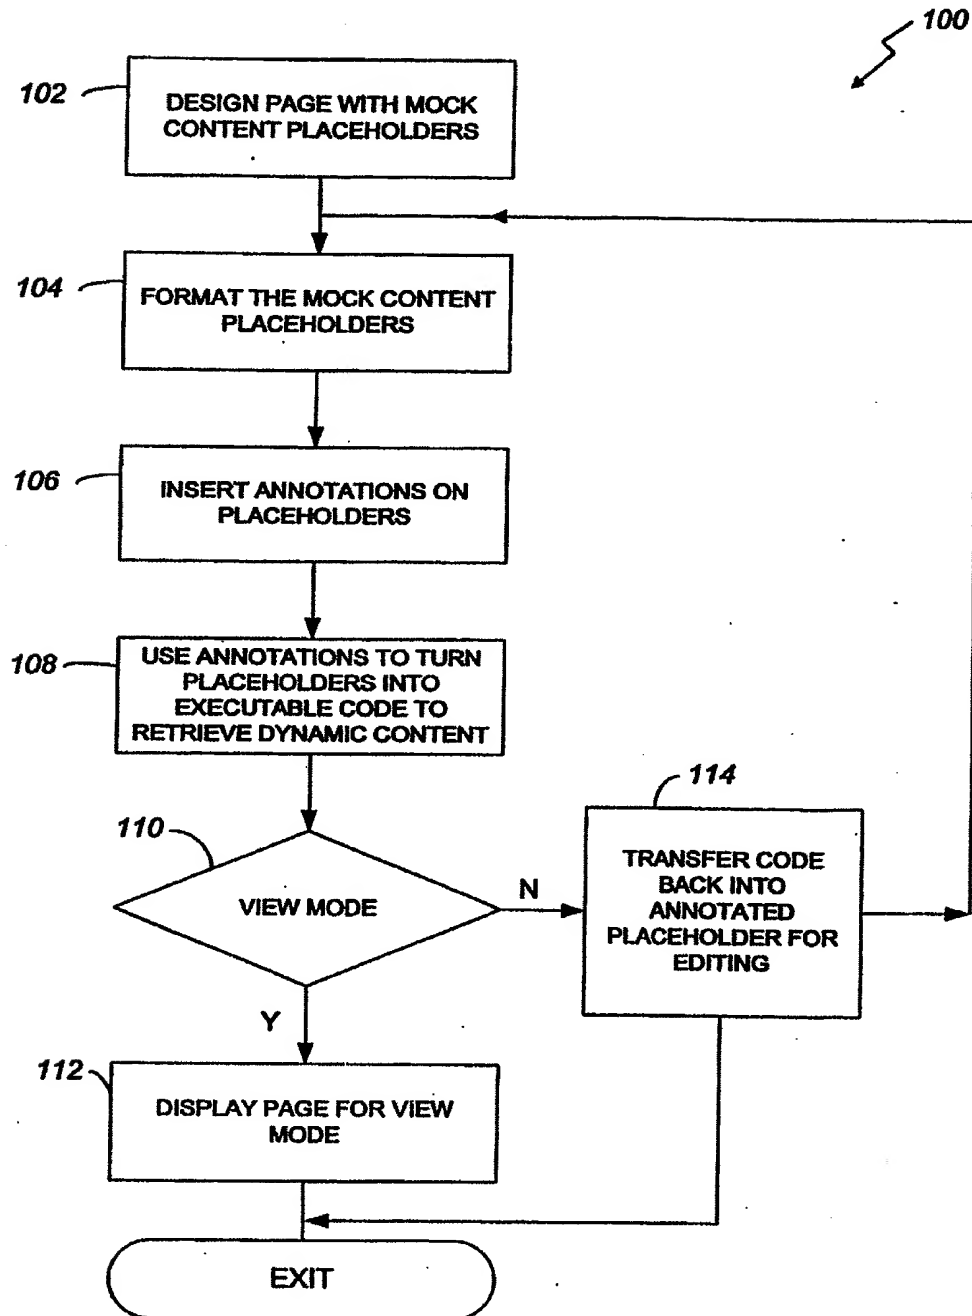 100
102
DESIGN PAGE WITH MOCK
CONTENT PLACEHOLDERS
104
FORMAT THE MOCK CONTENT
PLACEHOLDERS
106
INSERT ANNOTATIONS ON
PLACEHOLDERS
108
USE ANNOTATIONS TO TURN
PLACEHOLDERS INTO
EXECUTABLE CODE TO
RETRIEVE DYNAMIC CONTENT
110
VIEW MODE
N
114
TRANSFER CODE
BACK INTO
ANNOTATED
PLACEHOLDER FOR
EDITING
Y
112
DISPLAY PAGE FOR VIEW
MODE
EXIT